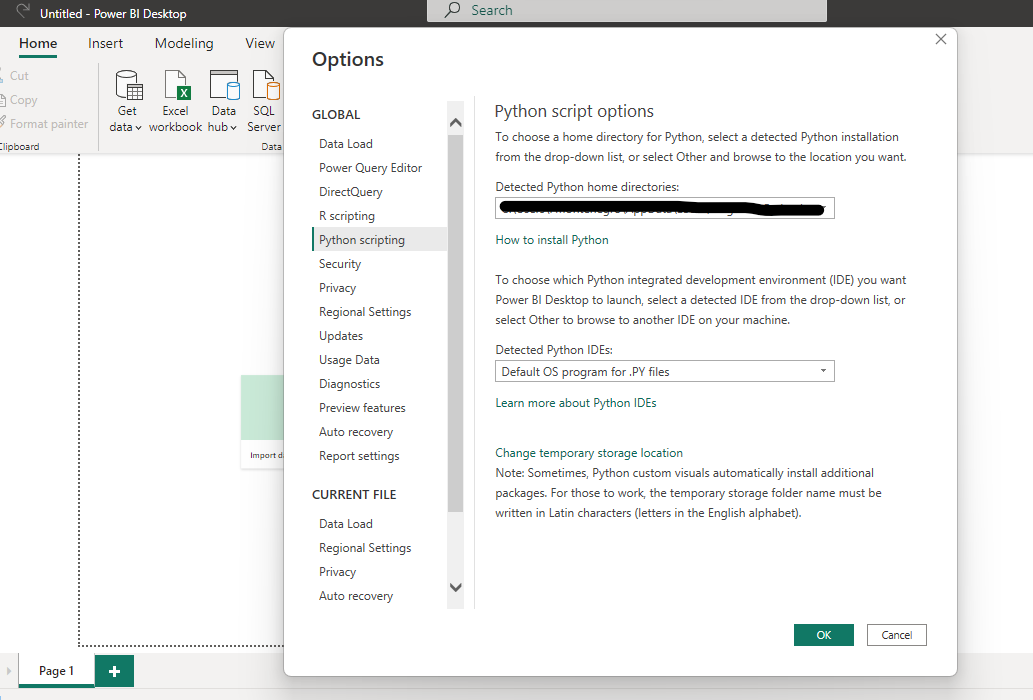 Untitled - Power BI Desktop
Search
Home Insert Modeling View
Cut
Copy
Format painter
Clipboard
Get data
Excel workbook
Data hub
SQL Server
Data
Import
Page 1
+
Options
GLOBAL
Data Load
Power Query Editor
DirectQuery
R scripting
Python scripting
Security
Privacy
Regional Settings
Updates
Usage Data
Diagnostics
Preview features
Auto recovery
Report settings
CURRENT FILE
Data Load
Regional Settings
Privacy
Auto recovery
Python script options
To choose a home directory for Python, select a detected Python installation
from the drop-down list, or select Other and browse to the location you want.
Detected Python home directories:
How to install Python
To choose which Python integrated development environment (IDE) you want
Power BI Desktop to launch, select a detected IDE from the drop-down list, or
select Other to browse to another IDE on your machine.
Detected Python IDEs:
Default OS program for .PY files
Learn more about Python IDEs
Change temporary storage location
Note: Sometimes, Python custom visuals automatically install additional
packages. For those to work, the temporary storage folder name must be
written in Latin characters (letters in the English alphabet).
OK Cancel